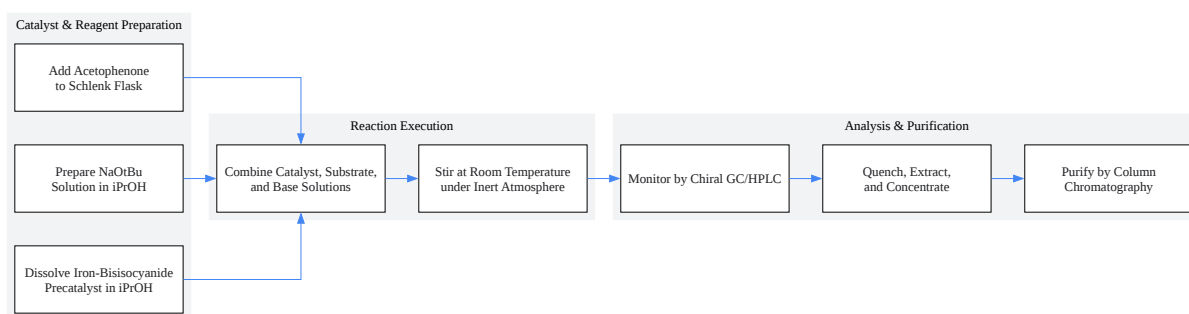 Catalyst & Reagent Preparation
Add Acetophenone
to Schlenk Flask
Prepare NaOtBu
Solution in iPrOH
Dissolve Iron-Bisisocyanide
Precatalyst in iPrOH
Reaction Execution
Combine Catalyst, Substrate,
and Base Solutions
Stir at Room Temperature
under Inert Atmosphere
Analysis & Purification
Monitor by Chiral GC/HPLC
Quench, Extract,
and Concentrate
Purify by Column
Chromatography